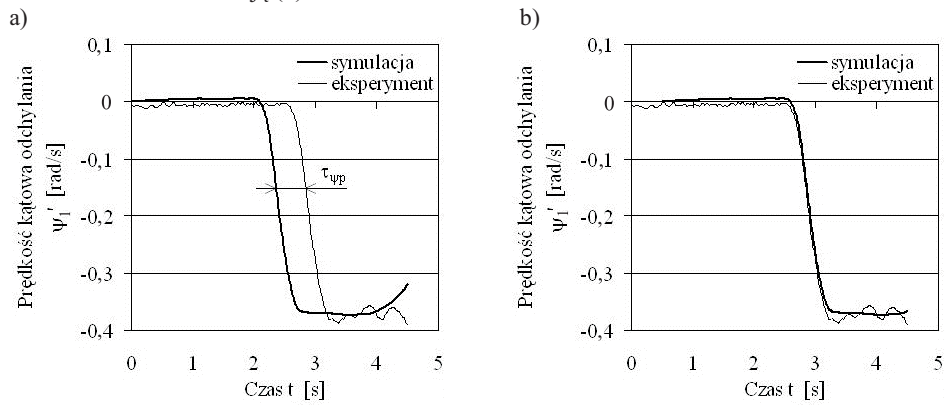 a)
0,1
0
-0,1
-0,2
-0,3
-0,4
0 1 2 3 4 5
symulacja
eksperyment
τψp
Prędkość kątowa odchylania
ψ1' [rad/s]
Czas t [s]
b)
0,1
0
-0,1
-0,2
-0,3
-0,4
0 1 2 3 4 5
symulacja
eksperyment
Prędkość kątowa odchylania
ψ1' [rad/s]
Czas t [s]